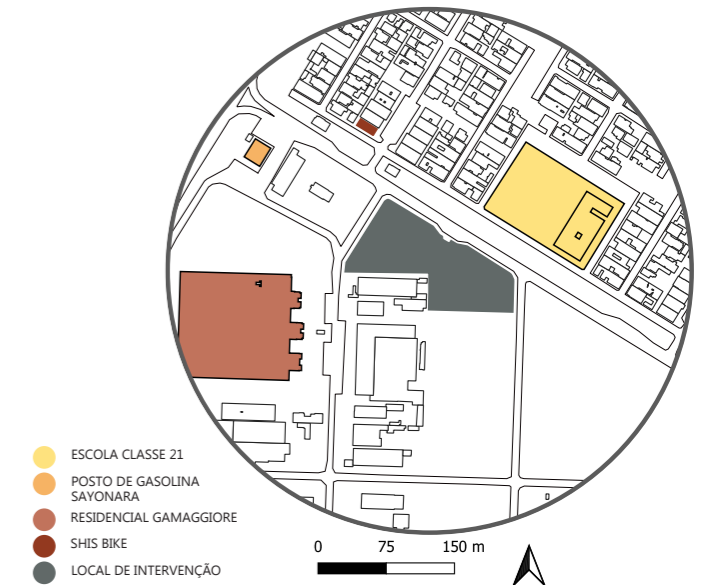 ESCOLA CLASSE 21
POSTO DE GASOLINA
SAYONARA
RESIDENCIAL GAMAGGIORE
SHIS BIKE
LOCAL DE INTERVENÇÃO
0 75 150 m